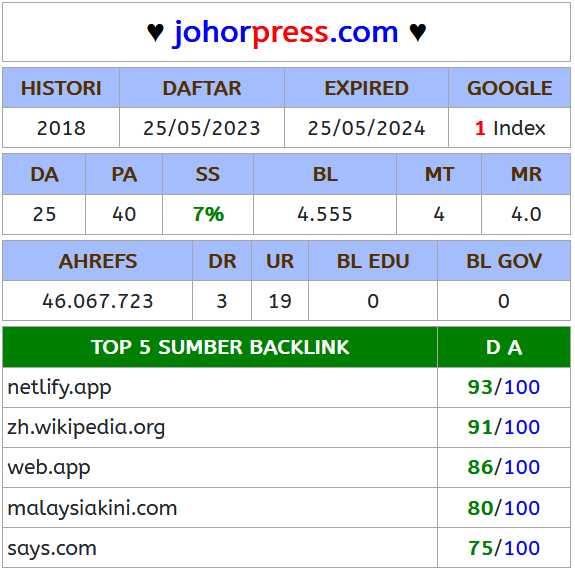 ♥ johorpress.com ♥
HISTORI DAFTAR EXPIRED GOOGLE
2018 25/05/2023 25/05/2024 1 Index
DA PA SS BL MT MR
25 40 7% 4.555 4 4.0
AHREFS DR UR BL EDU BL GOV
46.067.723 3 19 0 0
TOP 5 SUMBER BACKLINK D A
netlify.app 93/100
zh.wikipedia.org 91/100
web.app 86/100
malaysiakini.com 80/100
says.com 75/100